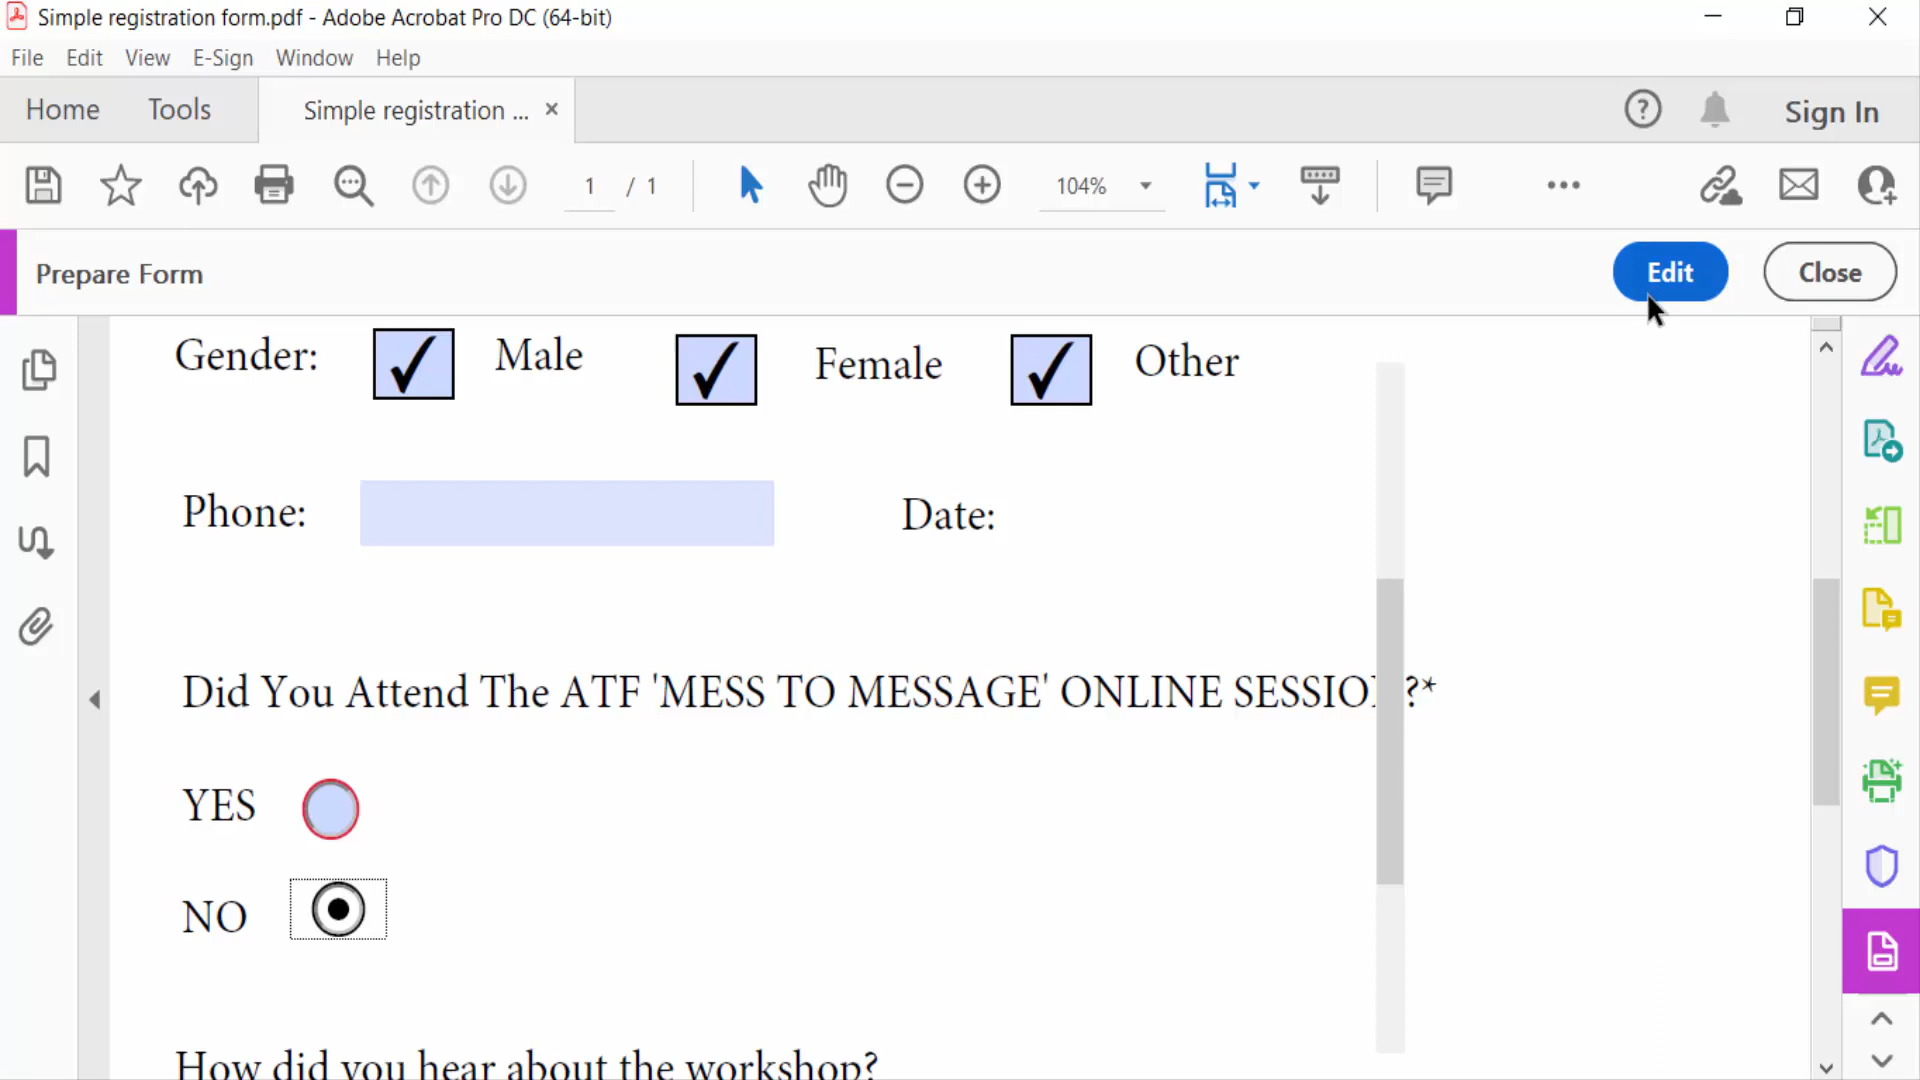 Simple registration form.pdf - Adobe Acrobat Pro DC (64-bit)
File Edit View E-Sign Window Help
Home Tools Simple registration ... Sign In
1 / 1 104%
Prepare Form Edit Close
Gender: Male Female Other
Phone: Date:
Did You Attend The ATF 'MESS TO MESSAGE' ONLINE SESSION?*
YES
NO
How did you hear about the workshop?